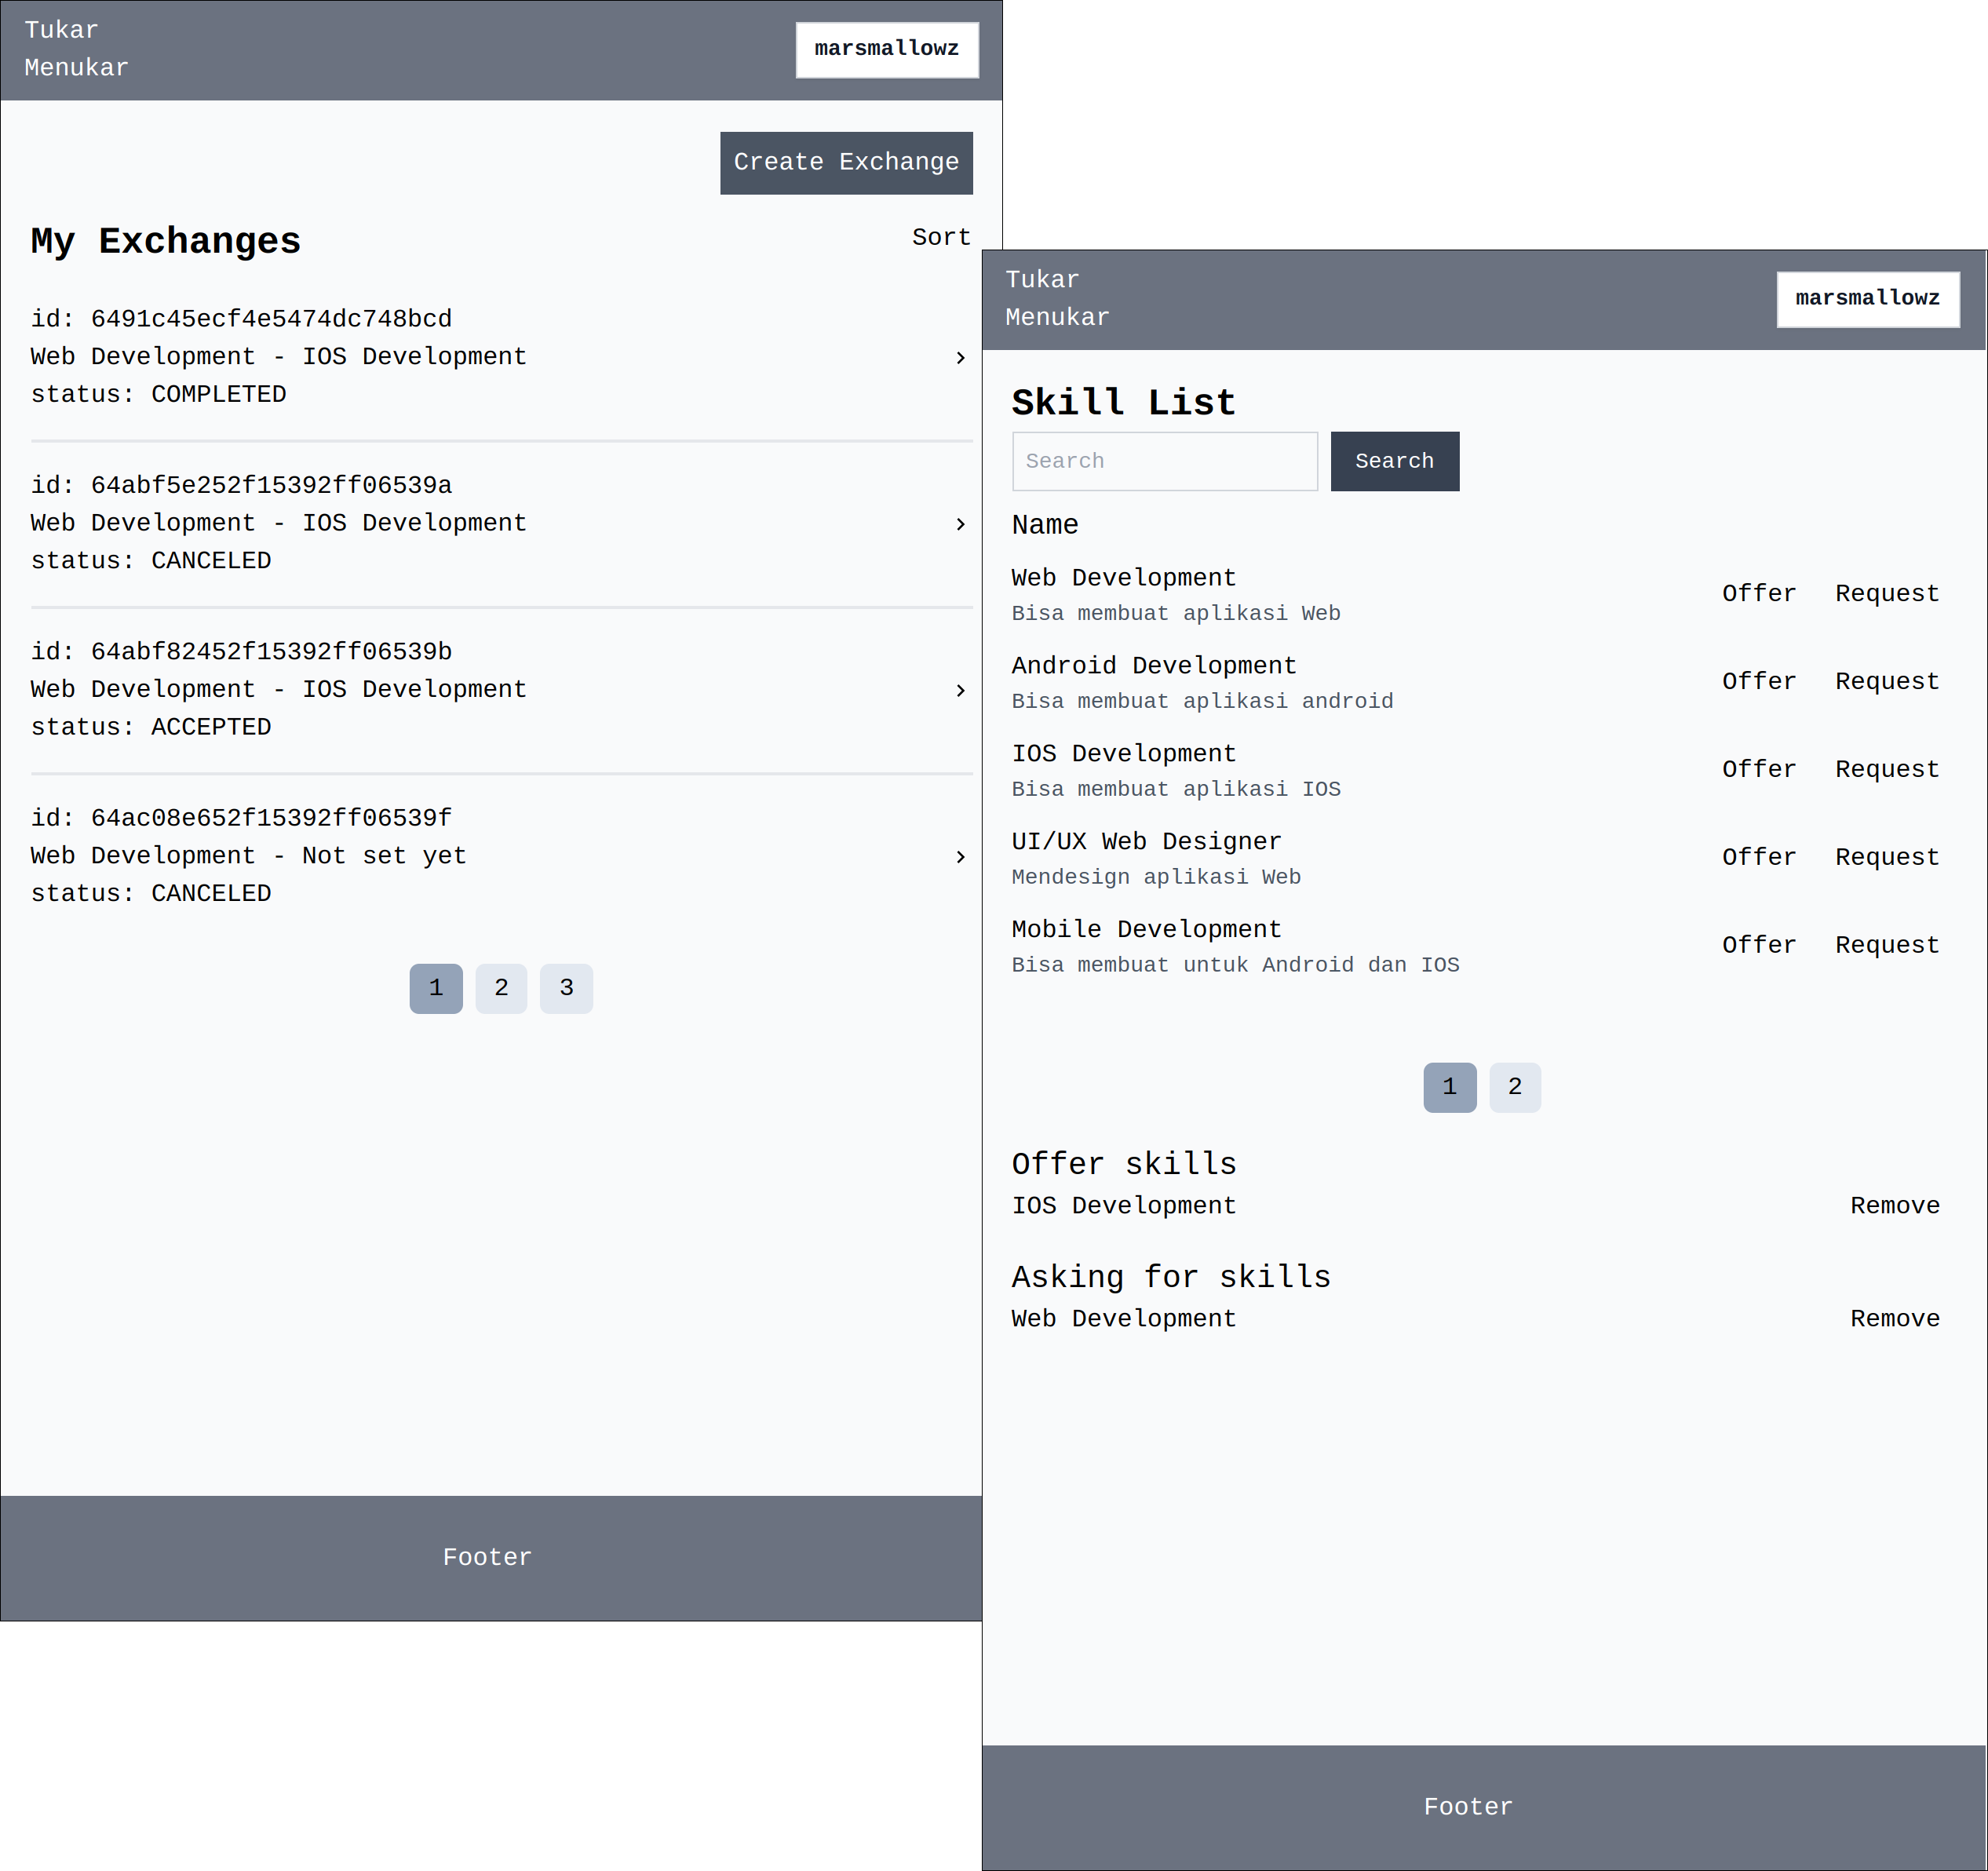 Tukar
Menukar
marsmallowz
Create Exchange
My Exchanges
Sort
id: 6491c45ecf4e5474dc748bcd
Web Development - IOS Development
status: COMPLETED
id: 64abf5e252f15392ff06539a
Web Development - IOS Development
status: CANCELED
id: 64abf82452f15392ff06539b
Web Development - IOS Development
status: ACCEPTED
id: 64ac08e652f15392ff06539f
Web Development - Not set yet
status: CANCELED
1 2 3
Footer
Tukar
Menukar
marsmallowz
Skill List
Search Search
Name
Web Development
Bisa membuat aplikasi Web
Offer Request
Android Development
Bisa membuat aplikasi android
Offer Request
IOS Development
Bisa membuat aplikasi IOS
Offer Request
UI/UX Web Designer
Mendesign aplikasi Web
Offer Request
Mobile Development
Bisa membuat untuk Android dan IOS
Offer Request
1 2
Offer skills
IOS Development Remove
Asking for skills
Web Development Remove
Footer